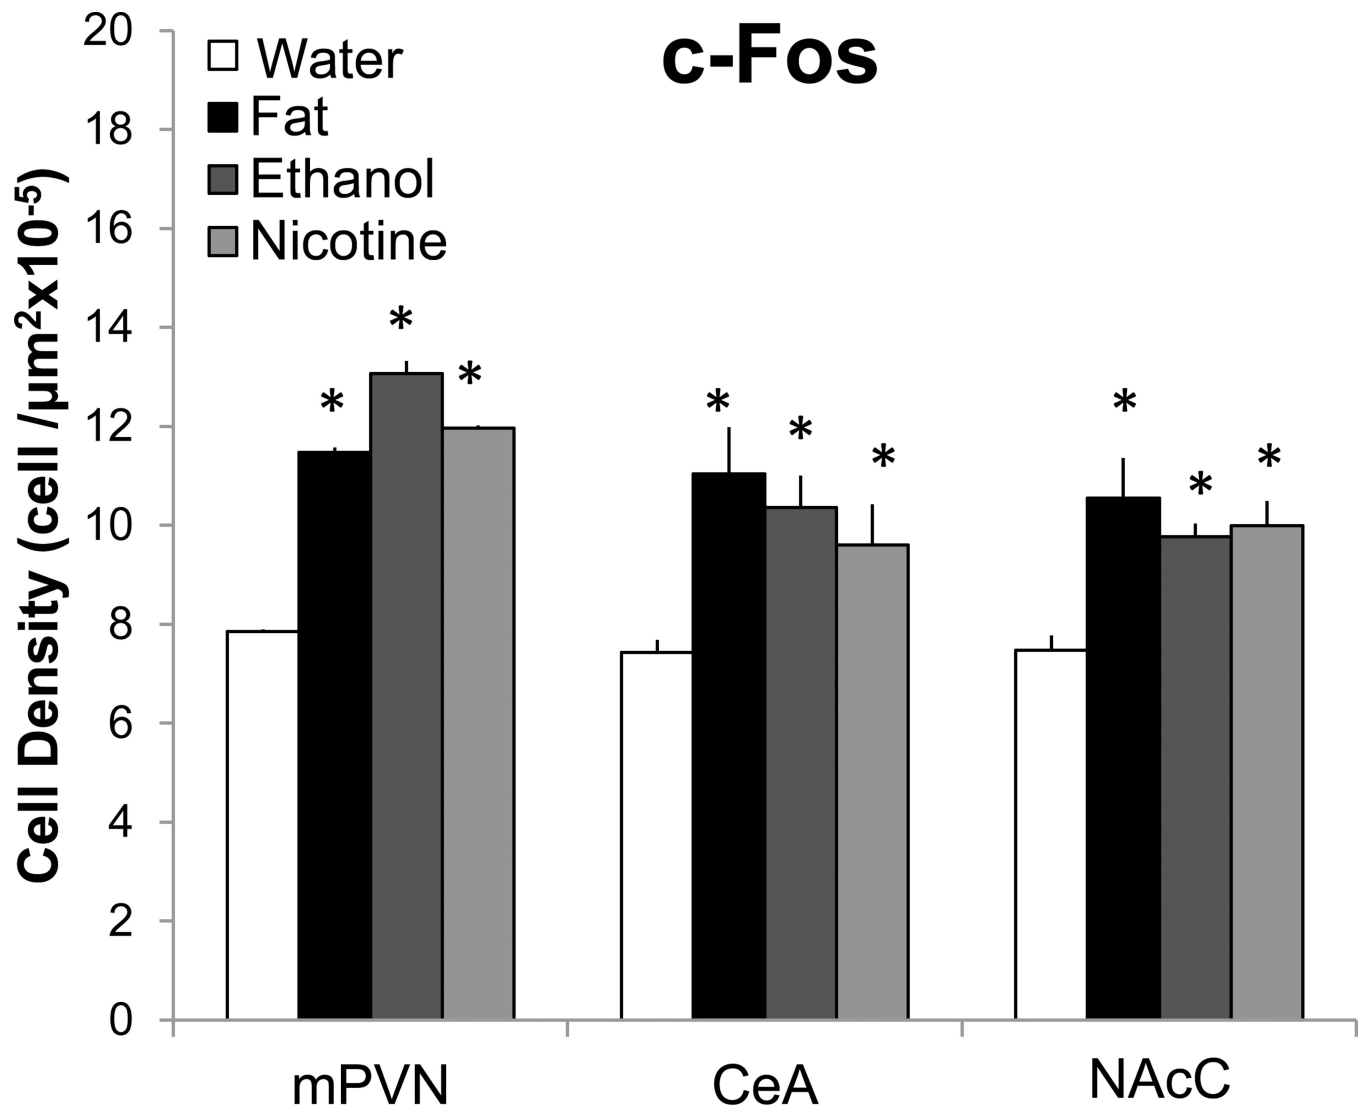 c-Fos
Water
Fat
Ethanol
Nicotine
Cell Density (cell /µm²x10⁻⁵)
20
18
16
14
12
10
8
6
4
2
0
*
*
*
*
*
*
*
*
*
mPVN
CeA
NAcC